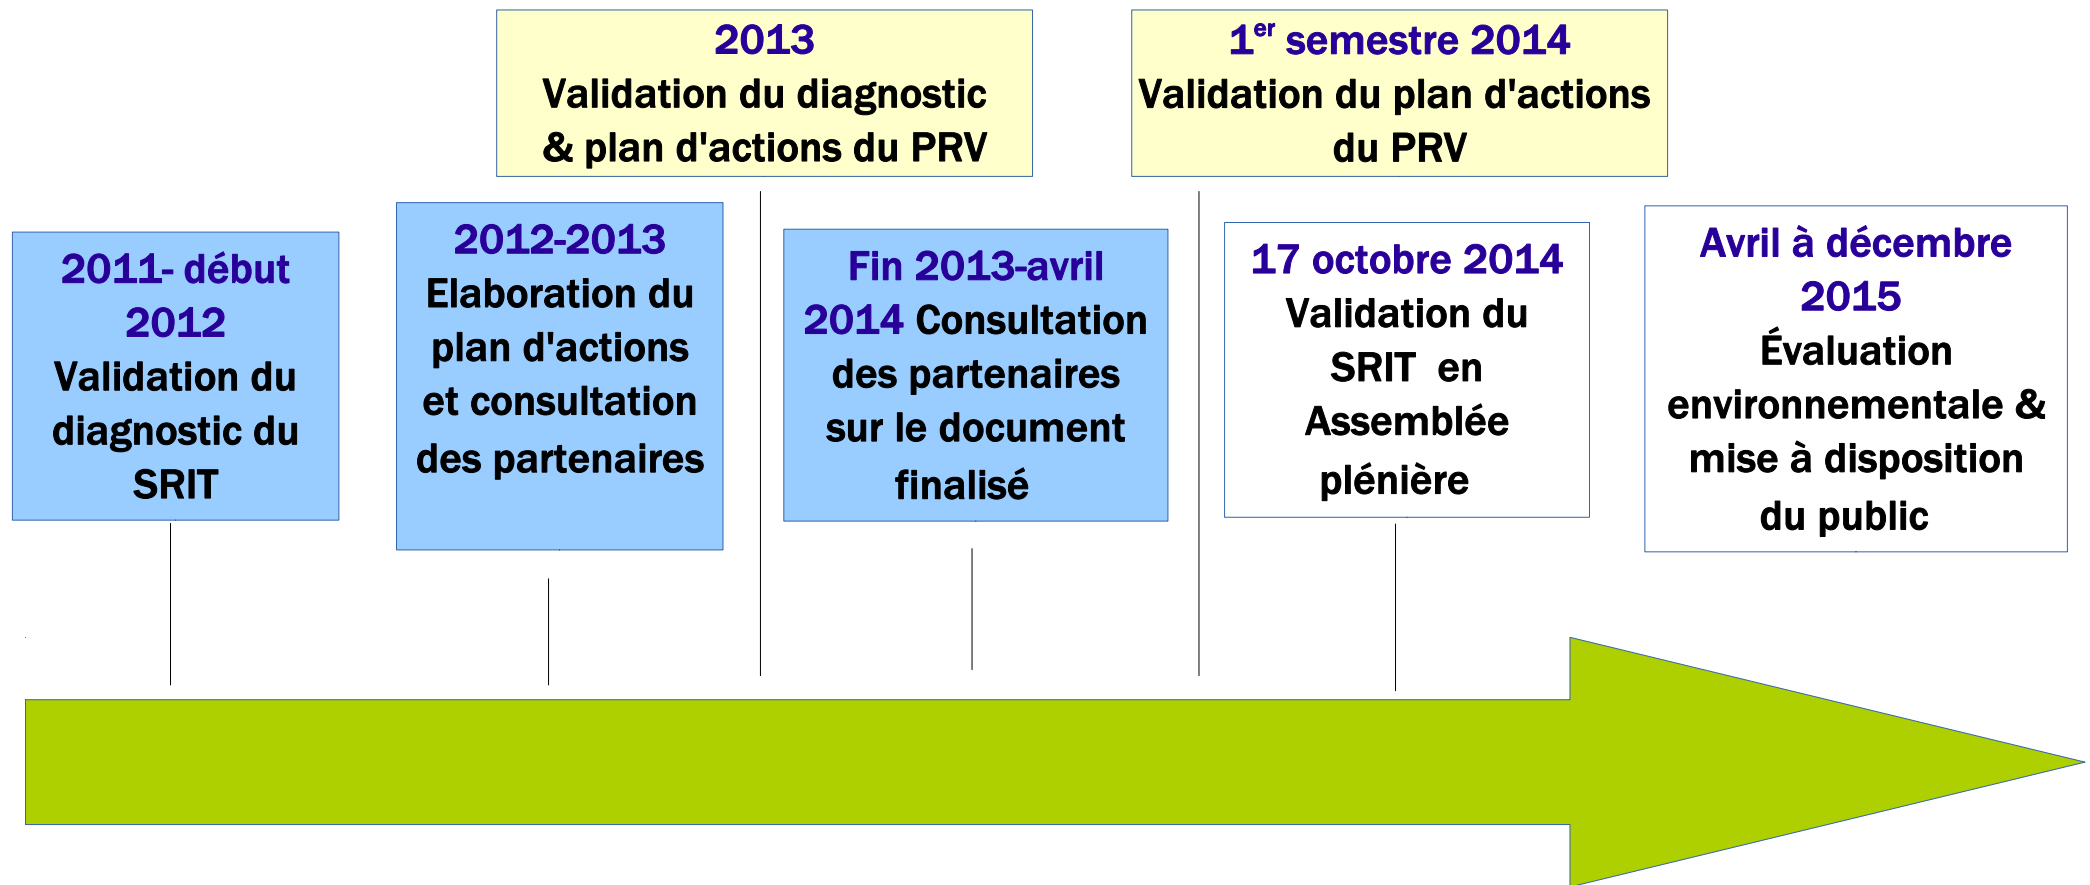 2013
Validation du diagnostic
& plan d'actions du PRV
1er semestre 2014
Validation du plan d'actions
du PRV
2011- début
2012
Validation du
diagnostic du
SRIT
2012-2013
Elaboration du
plan d'actions
et consultation
des partenaires
Fin 2013-avril
2014 Consultation
des partenaires
sur le document
finalisé
17 octobre 2014
Validation du
SRIT en
Assemblée
plénière
Avril à décembre
2015
Évaluation
environnementale &
mise à disposition
du public